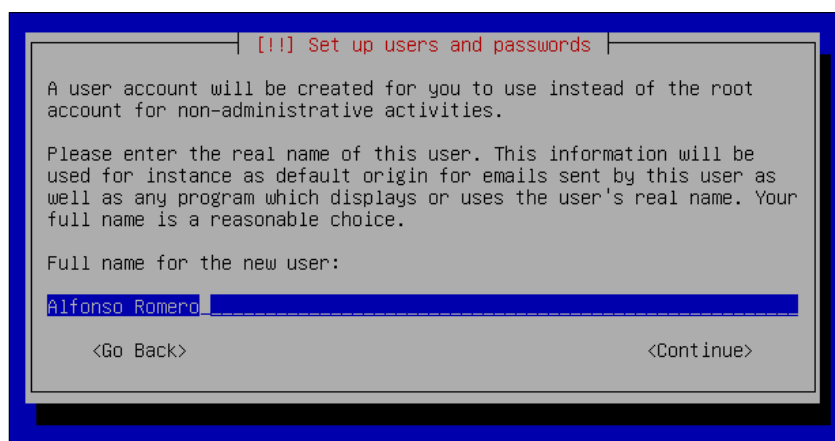 [!!] Set up users and passwords
A user account will be created for you to use instead of the root
account for non-administrative activities.
Please enter the real name of this user. This information will be
used for instance as default origin for emails sent by this user as
well as any program which displays or uses the user's real name. Your
full name is a reasonable choice.
Full name for the new user:
Alfonso Romero
<Go Back> <Continue>